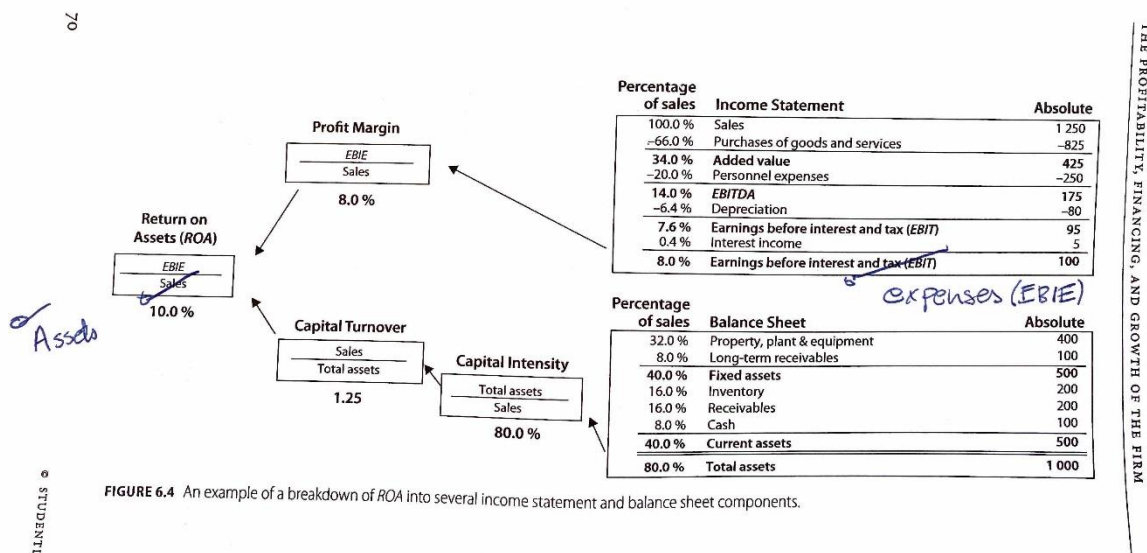 70
THE PROFITABILITY, FINANCING, AND GROWTH OF THE FIRM
Percentage
of sales Income Statement Absolute
100.0 % Sales 1 250
–66.0 % Purchases of goods and services –825
34.0 % Added value 425
–20.0 % Personnel expenses –250
14.0 % EBITDA 175
–6.4 % Depreciation –80
7.6 % Earnings before interest and tax (EBIT) 95
0.4 % Interest income 5
8.0 % Earnings before interest and tax (EBIT) 100
expenses (EBIE)
Profit Margin
EBIE
Sales
8.0 %
Return on
Assets (ROA)
EBIE
Sales
10.0 %
Assets
Capital Turnover
Sales
Total assets
1.25
Capital Intensity
Total assets
Sales
80.0 %
Percentage
of sales Balance Sheet Absolute
32.0 % Property, plant & equipment 400
8.0 % Long-term receivables 100
40.0 % Fixed assets 500
16.0 % Inventory 200
16.0 % Receivables 200
8.0 % Cash 100
40.0 % Current assets 500
80.0 % Total assets 1 000
FIGURE 6.4 An example of a breakdown of ROA into several income statement and balance sheet components.
© STUDENTL